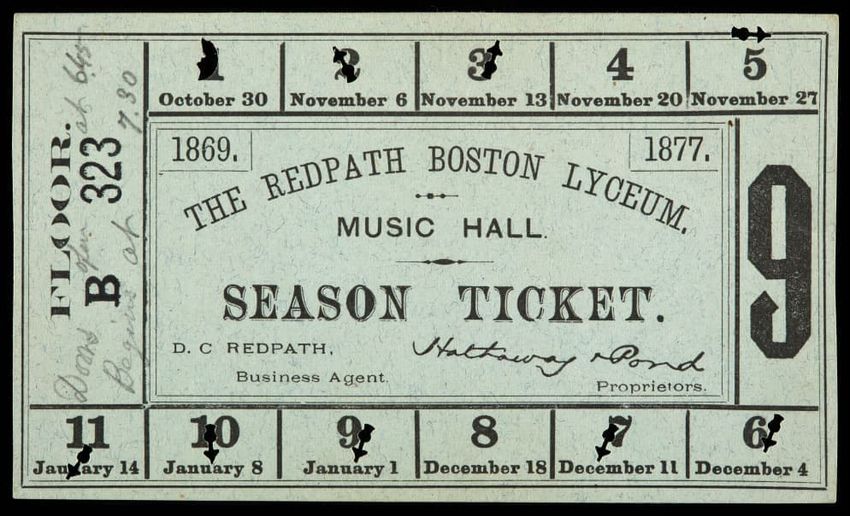 FLOOR.
B 323
Doors open at 6.45
Begins at 7.30
1
October 30
2
November 6
3
November 13
4
November 20
5
November 27
1869.
1877.
THE REDPATH BOSTON LYCEUM.
MUSIC HALL.
SEASON TICKET.
D. C REDPATH,
Business Agent.
Hathaway & Pond
Proprietors.
9
11
January 14
10
January 8
9
January 1
8
December 18
7
December 11
6
December 4